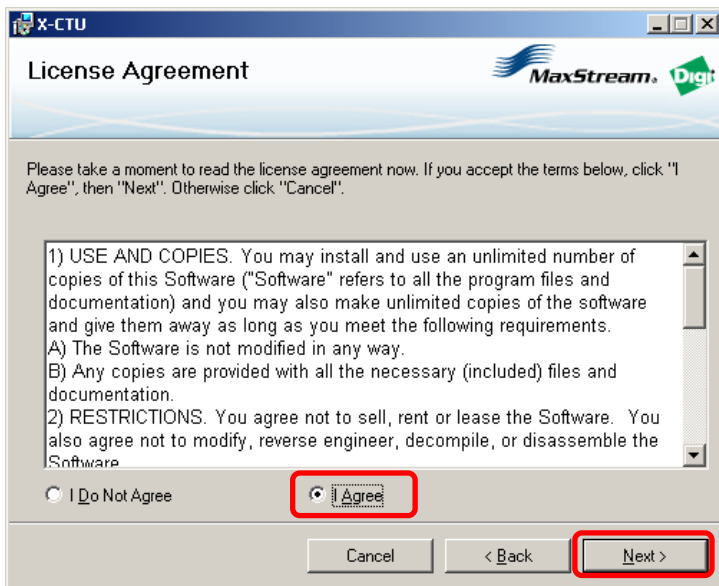 X-CTU
License Agreement
MaxStream®
Digi
Please take a moment to read the license agreement now. If you accept the terms below, click "I
Agree", then "Next". Otherwise click "Cancel".
1) USE AND COPIES. You may install and use an unlimited number of
copies of this Software ("Software" refers to all the program files and
documentation) and you may also make unlimited copies of the software
and give them away as long as you meet the following requirements.
A) The Software is not modified in any way.
B) Any copies are provided with all the necessary (included) files and
documentation.
2) RESTRICTIONS. You agree not to sell, rent or lease the Software.  You
also agree not to modify, reverse engineer, decompile, or disassemble the
Software
I Do Not Agree
I Agree
Cancel
< Back
Next >